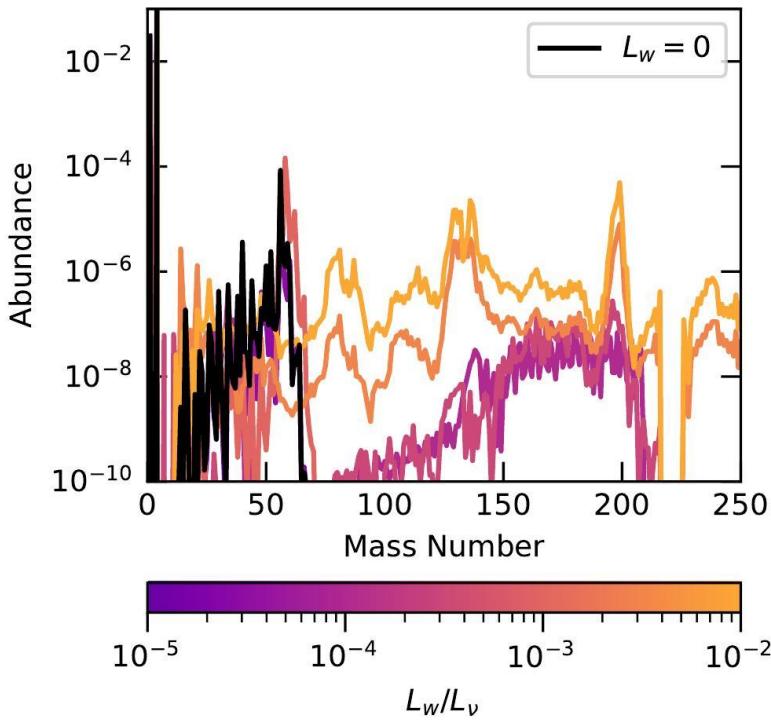 L_w = 0
10⁻²
10⁻⁴
10⁻⁶
10⁻⁸
10⁻¹⁰
Abundance
0 50 100 150 200 250
Mass Number
10⁻⁵ 10⁻⁴ 10⁻³ 10⁻²
L_w/L_ν